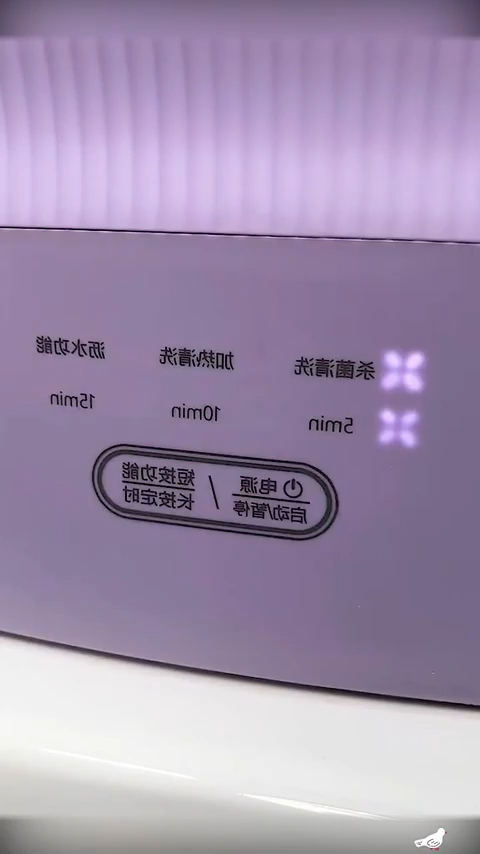 杀菌清洗 加热清洗 沥水功能
5min 10min 15min
电源 / 短按功能
启动/暂停 长按定时